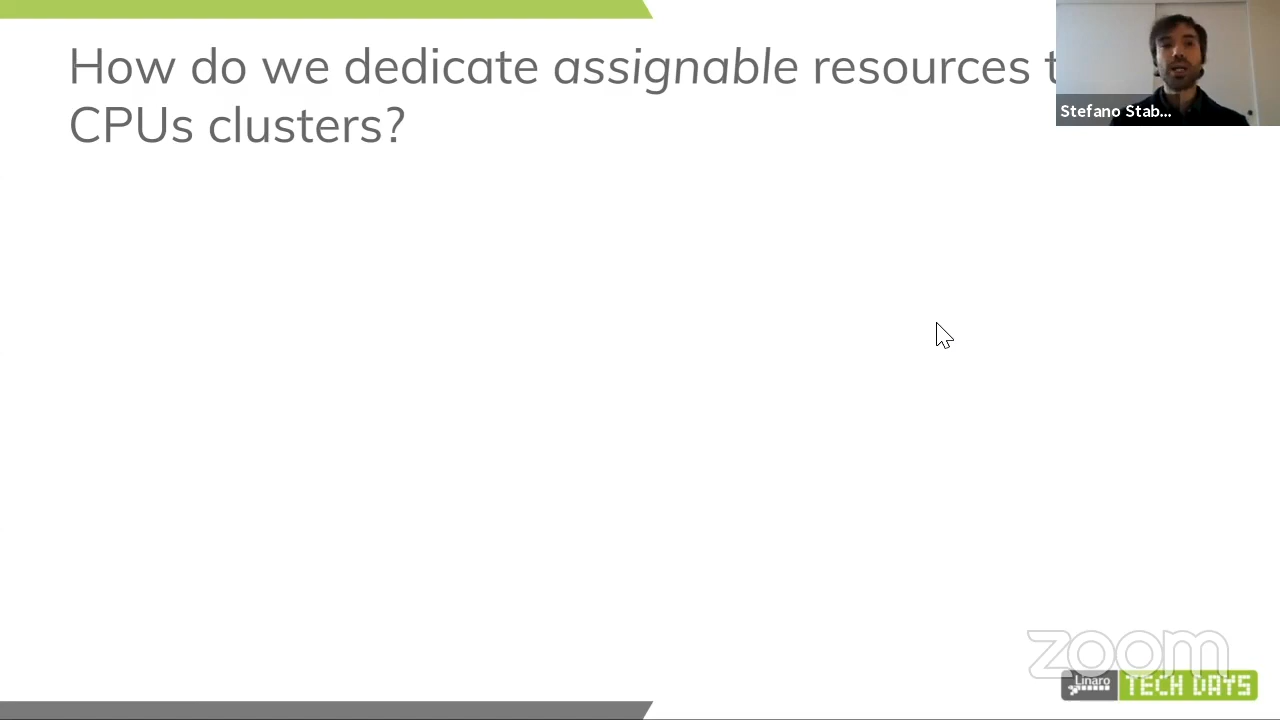 How do we dedicate assignable resources t
CPUs clusters?
Stefano Stab...
zoom
Linaro
TECH DAYS